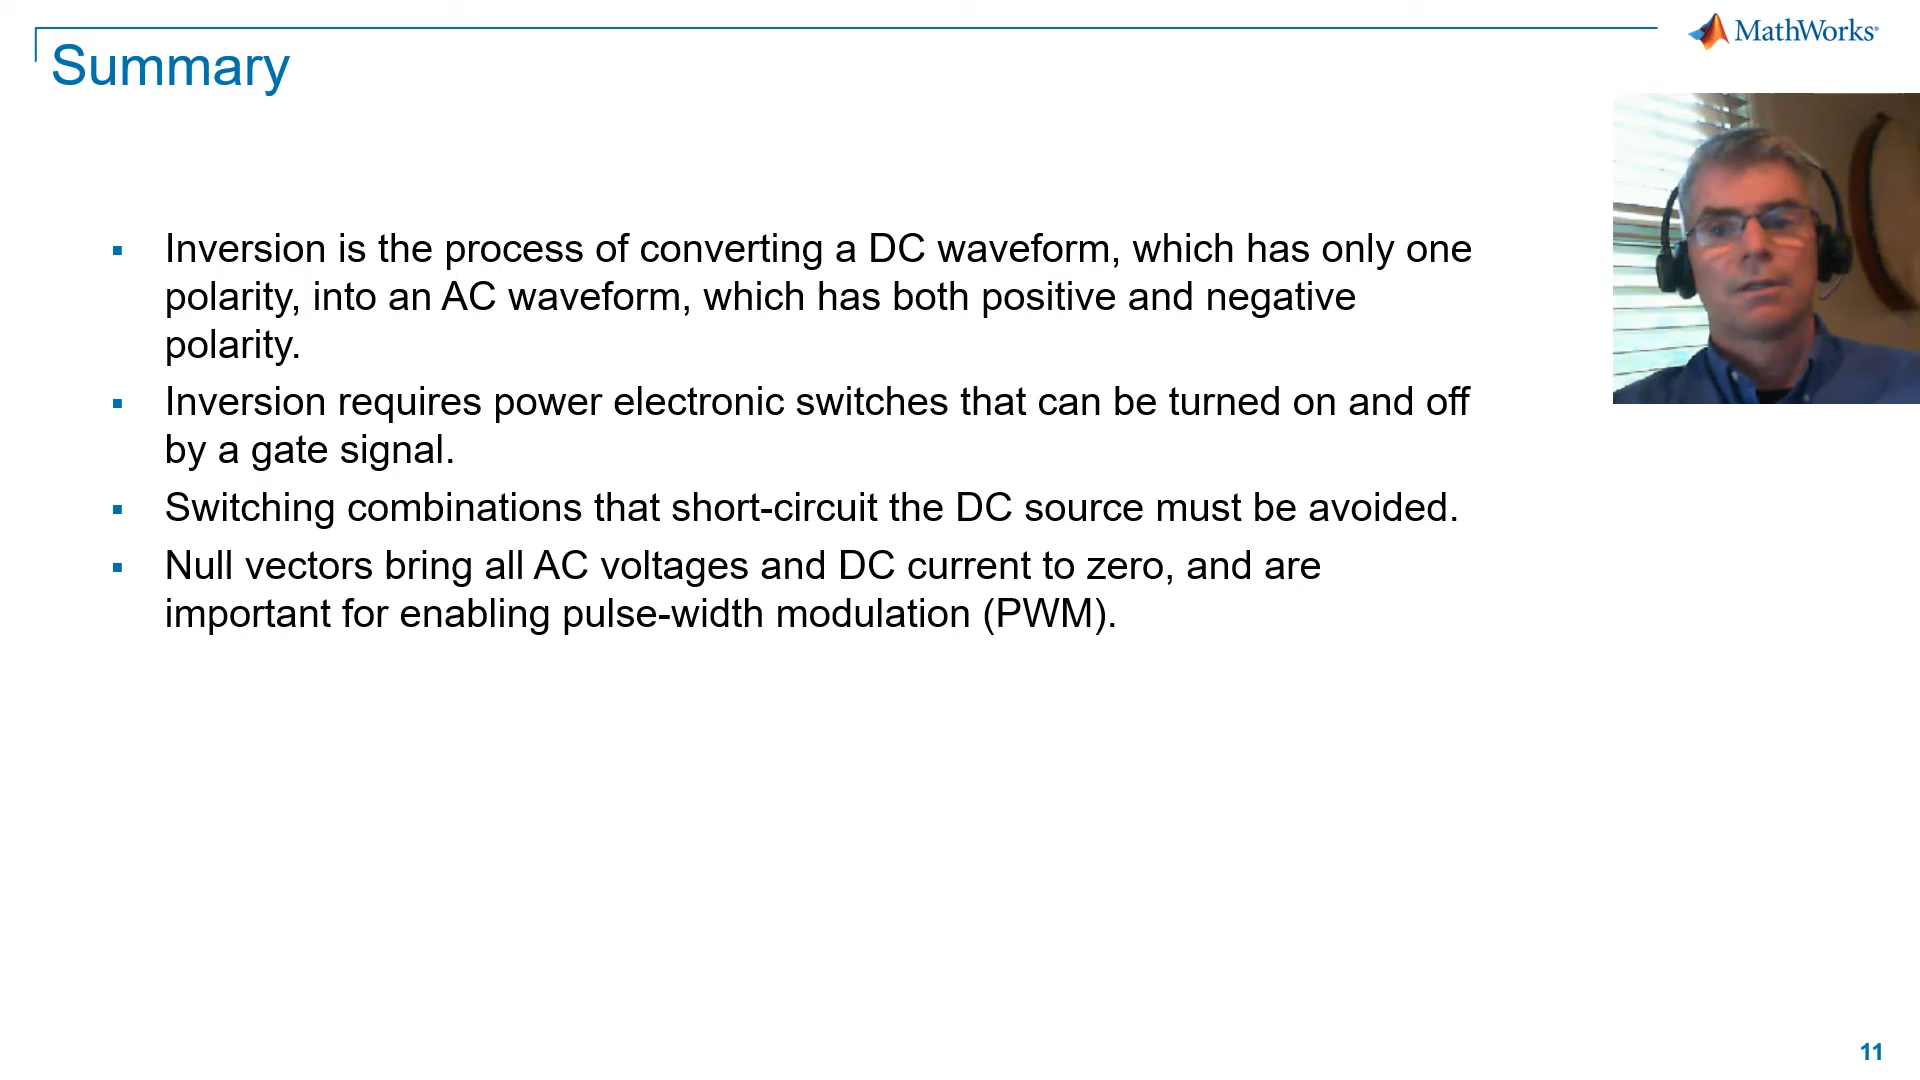 MathWorks®
Summary
▪ Inversion is the process of converting a DC waveform, which has only one
polarity, into an AC waveform, which has both positive and negative
polarity.
▪ Inversion requires power electronic switches that can be turned on and off
by a gate signal.
▪ Switching combinations that short-circuit the DC source must be avoided.
▪ Null vectors bring all AC voltages and DC current to zero, and are
important for enabling pulse-width modulation (PWM).
11